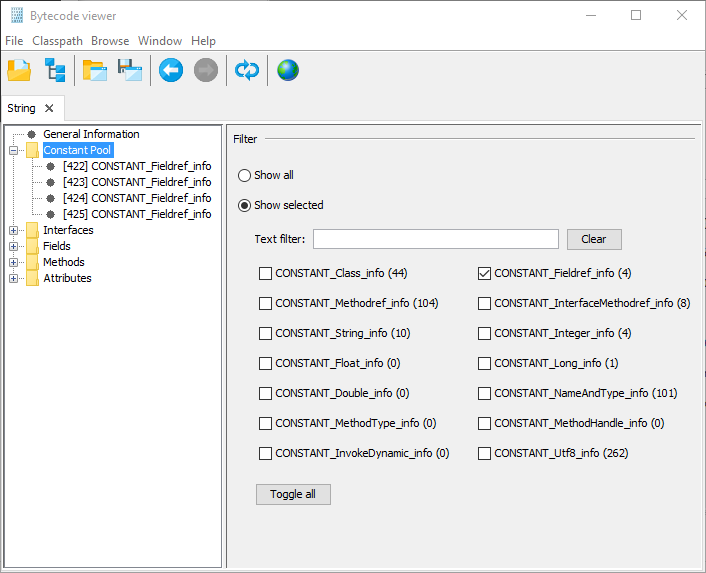 Bytecode viewer
File Classpath Browse Window Help
String
General Information
Constant Pool
[422] CONSTANT_Fieldref_info
[423] CONSTANT_Fieldref_info
[424] CONSTANT_Fieldref_info
[425] CONSTANT_Fieldref_info
Interfaces
Fields
Methods
Attributes
Filter
Show all
Show selected
Text filter: Clear
CONSTANT_Class_info (44) CONSTANT_Fieldref_info (4)
CONSTANT_Methodref_info (104) CONSTANT_InterfaceMethodref_info (8)
CONSTANT_String_info (10) CONSTANT_Integer_info (4)
CONSTANT_Float_info (0) CONSTANT_Long_info (1)
CONSTANT_Double_info (0) CONSTANT_NameAndType_info (101)
CONSTANT_MethodType_info (0) CONSTANT_MethodHandle_info (0)
CONSTANT_InvokeDynamic_info (0) CONSTANT_Utf8_info (262)
Toggle all